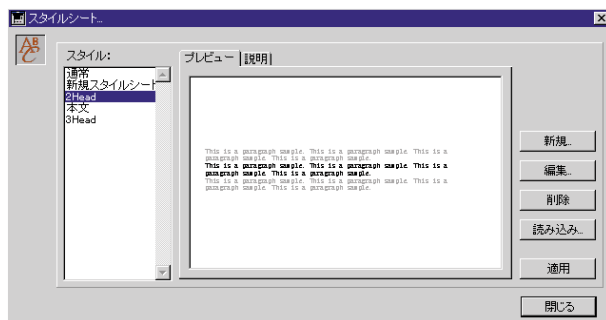 スタイルシート...
ABC
スタイル:
通常
新規スタイルシート
2Head
本文
3Head
プレビュー
説明
This is a paragraph sample. This is a paragraph sample. This is a
paragraph sample. This is a paragraph sample.
This is a paragraph sample. This is a paragraph sample. This is a
paragraph sample. This is a paragraph sample.
This is a paragraph sample. This is a paragraph sample. This is a
paragraph sample. This is a paragraph sample.
新規...
編集...
削除
読み込み...
適用
閉じる